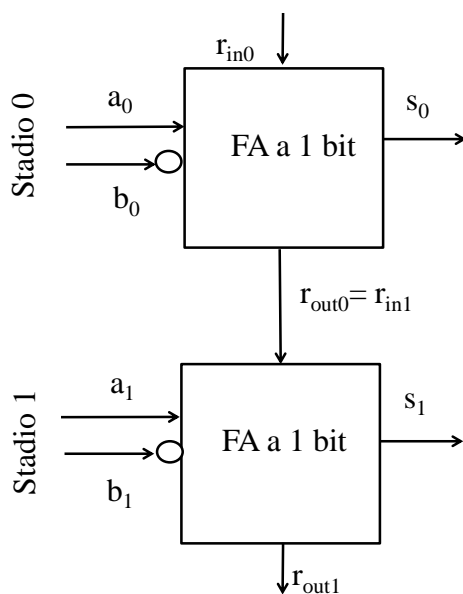 r_in0
Stadio 0
a_0
b_0
FA a 1 bit
s_0
r_out0 = r_in1
Stadio 1
a_1
b_1
FA a 1 bit
s_1
r_out1